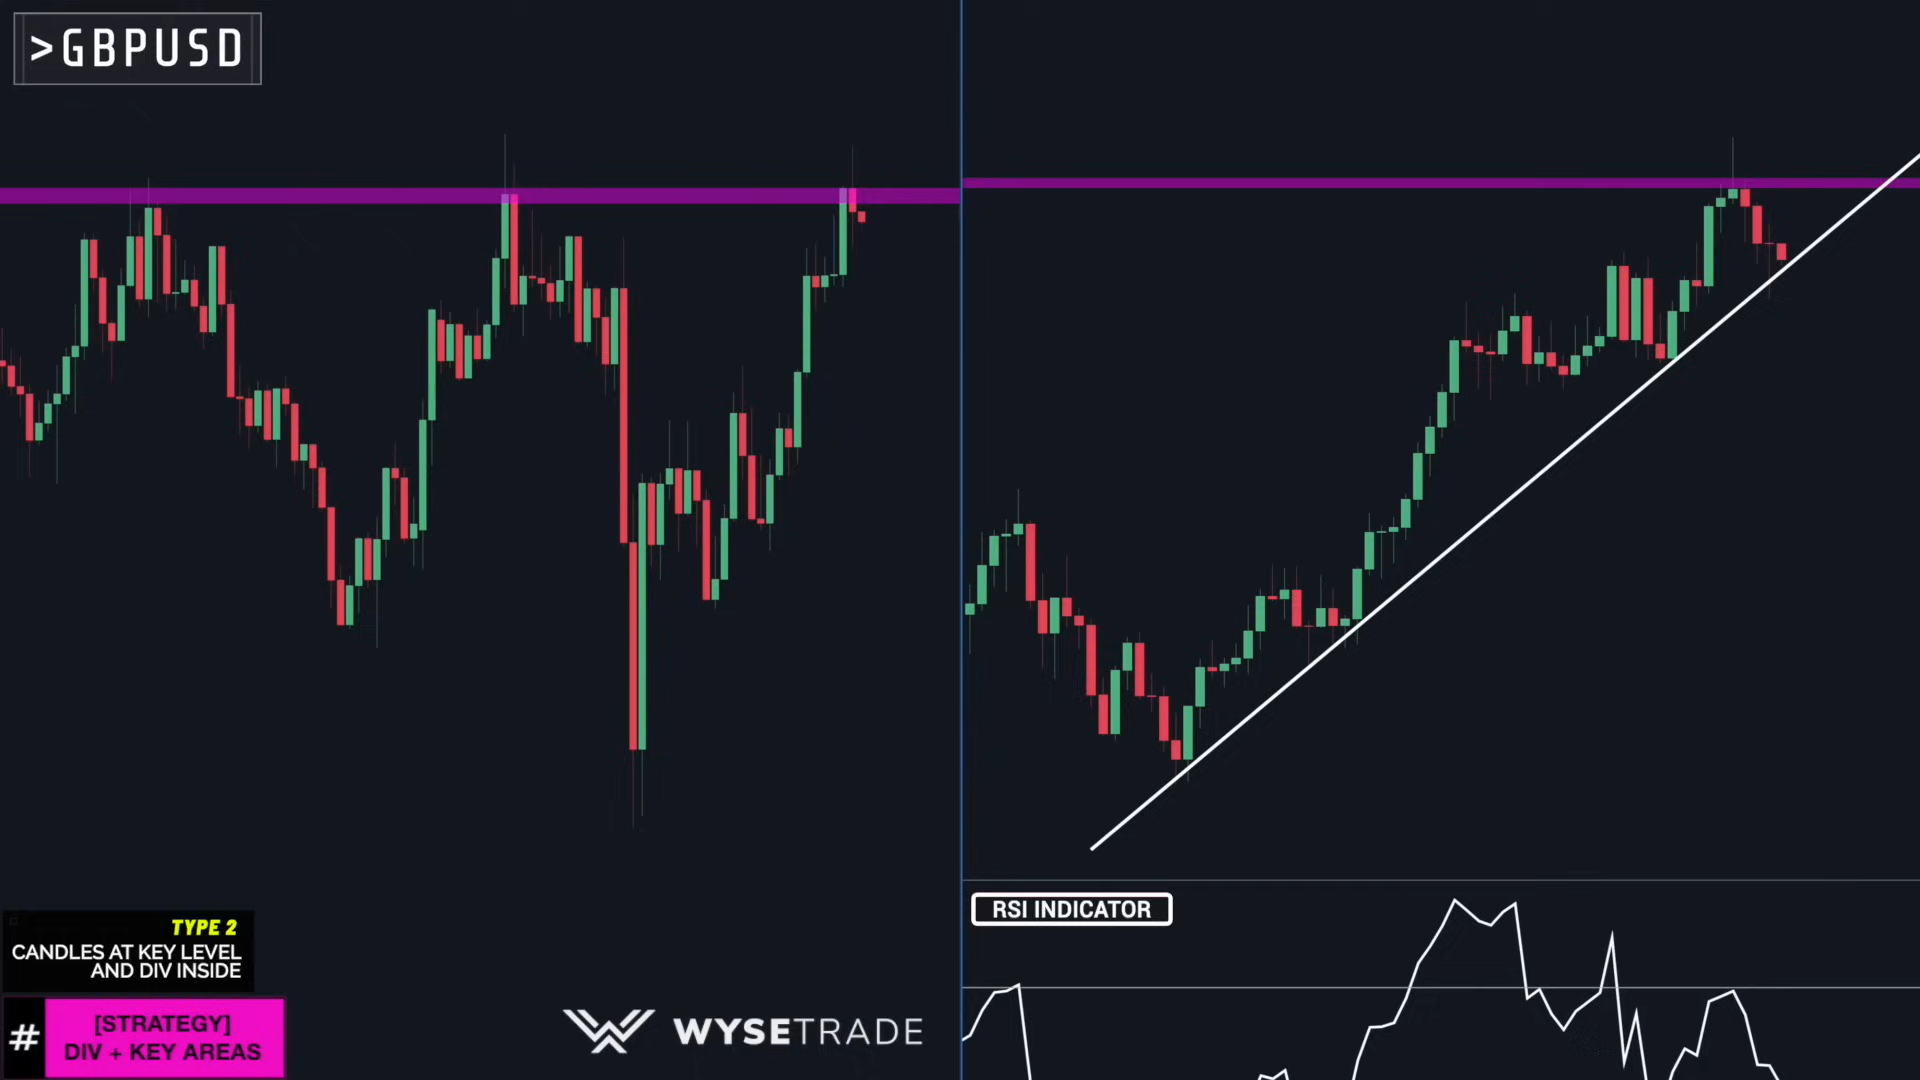 >GBPUSD
RSI INDICATOR
TYPE 2
CANDLES AT KEY LEVEL
AND DIV INSIDE
#
[STRATEGY]
DIV + KEY AREAS
WYSETRADE